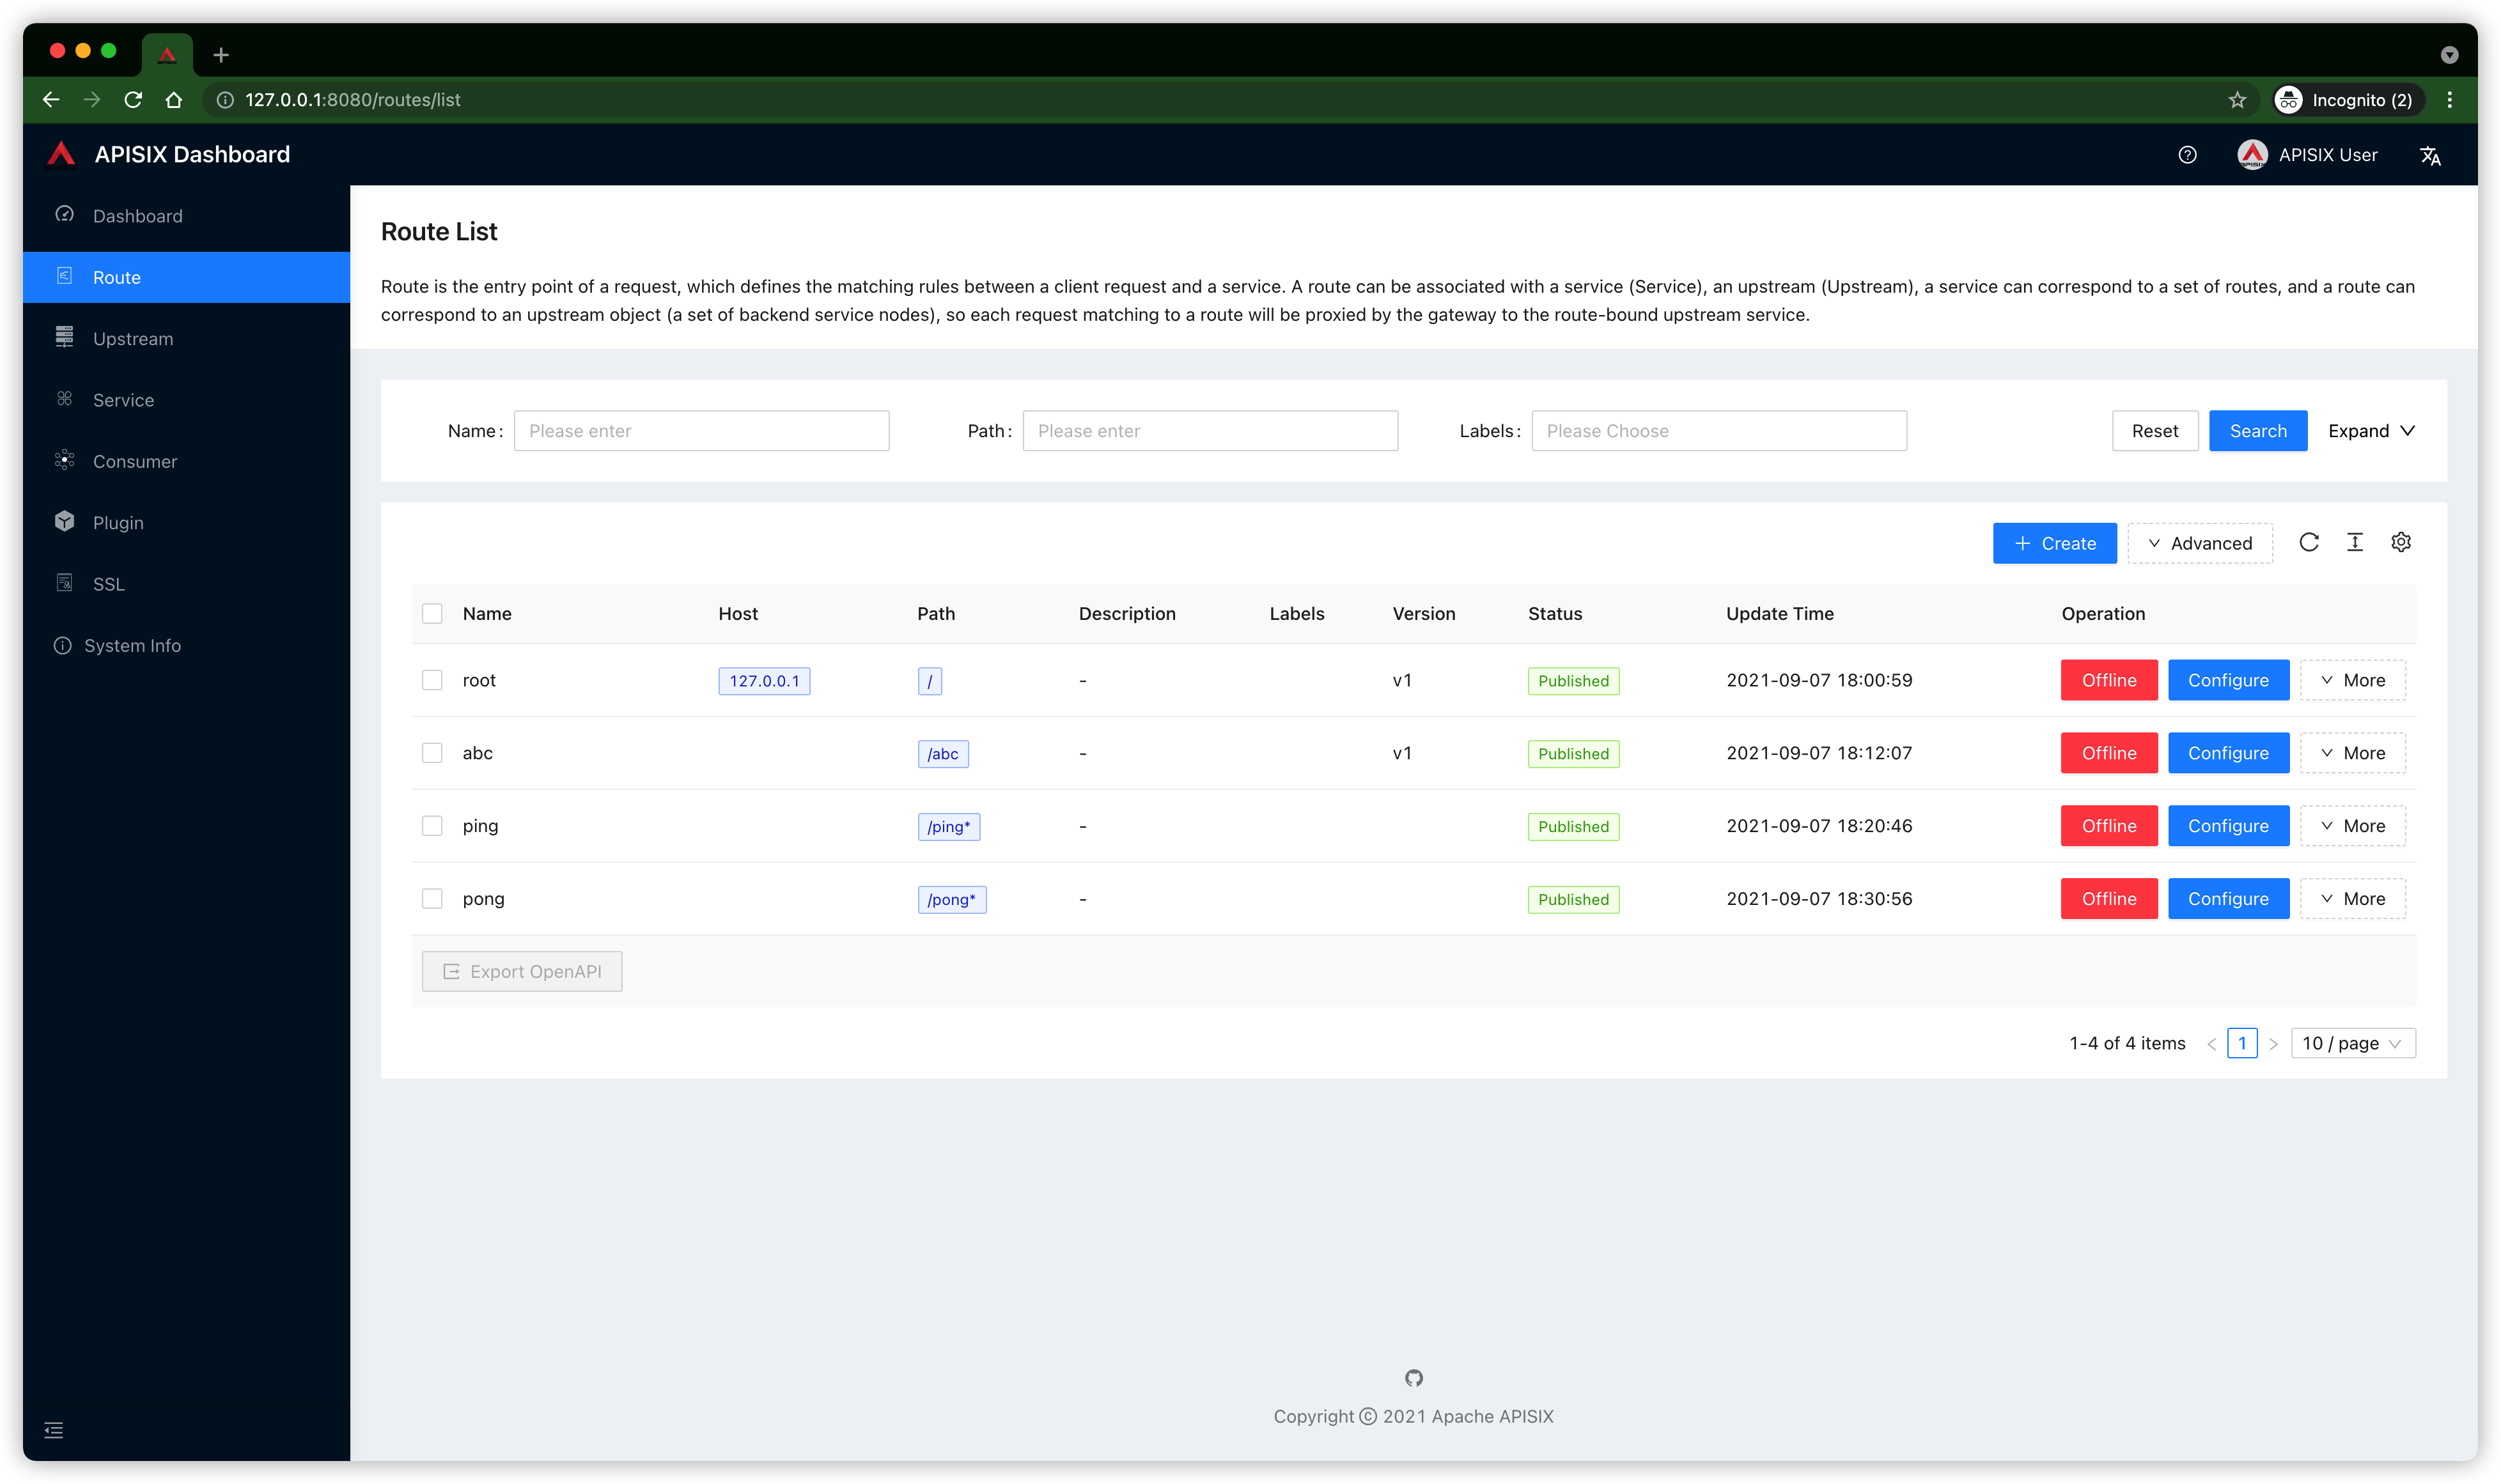 127.0.0.1:8080/routes/list
Incognito (2)
APISIX Dashboard
APISIX User
Dashboard
Route
Upstream
Service
Consumer
Plugin
SSL
System Info
Route List
Route is the entry point of a request, which defines the matching rules between a client request and a service. A route can be associated with a service (Service), an upstream (Upstream), a service can correspond to a set of routes, and a route can
correspond to an upstream object (a set of backend service nodes), so each request matching to a route will be proxied by the gateway to the route-bound upstream service.
Name: Please enter Path: Please enter Labels: Please Choose Reset Search Expand
+ Create Advanced
Name Host Path Description Labels Version Status Update Time Operation
root 127.0.0.1 / - v1 Published 2021-09-07 18:00:59 Offline Configure More
abc /abc - v1 Published 2021-09-07 18:12:07 Offline Configure More
ping /ping* - Published 2021-09-07 18:20:46 Offline Configure More
pong /pong* - Published 2021-09-07 18:30:56 Offline Configure More
Export OpenAPI
1-4 of 4 items < 1 > 10 / page
Copyright © 2021 Apache APISIX